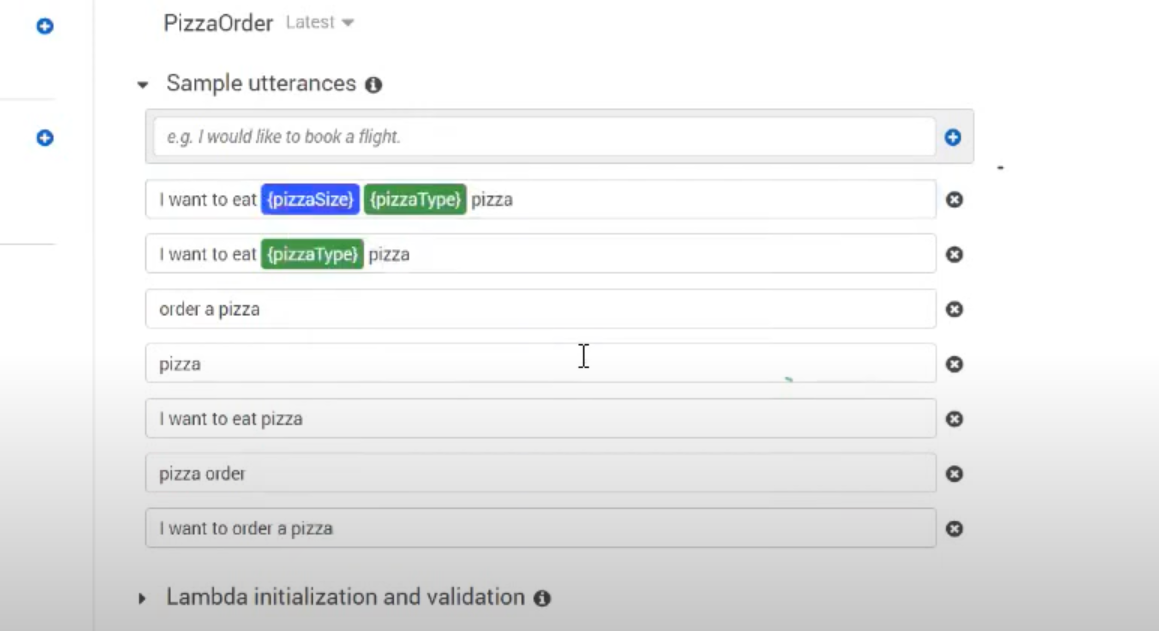 PizzaOrder Latest
Sample utterances
e.g. I would like to book a flight.
I want to eat {pizzaSize} {pizzaType} pizza
I want to eat {pizzaType} pizza
order a pizza
pizza
I want to eat pizza
pizza order
I want to order a pizza
Lambda initialization and validation